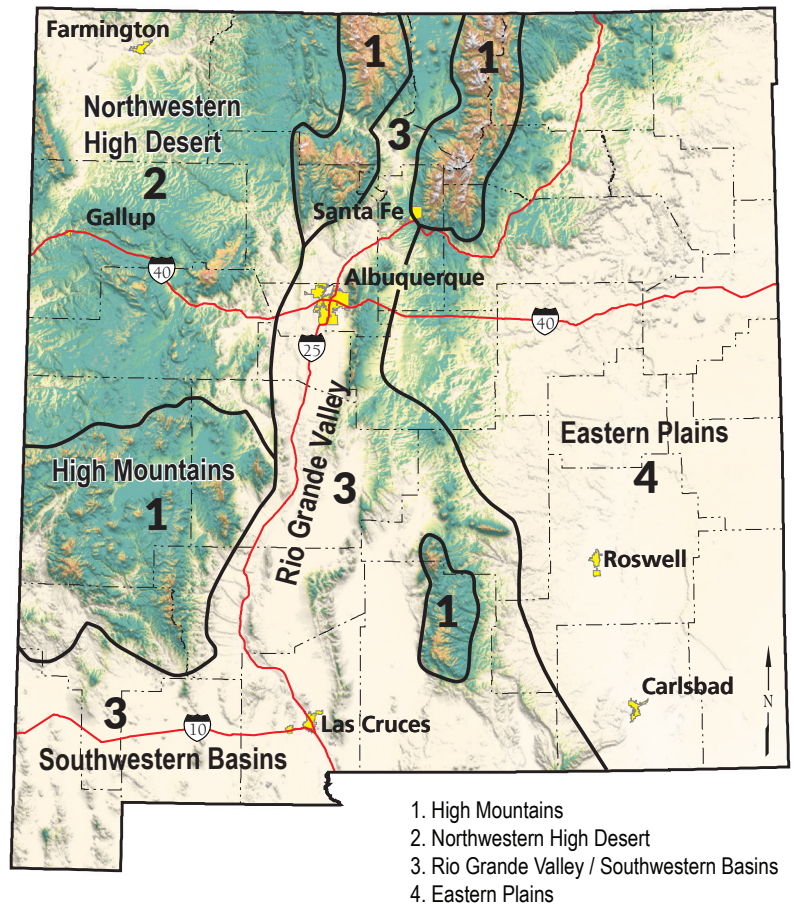 Farmington
1
1
Northwestern
High Desert
3
2
Gallup
Santa Fe
40
Albuquerque
40
25
Rio Grande Valley
Eastern Plains
High Mountains
4
3
1
Roswell
1
Carlsbad
N
3
Las Cruces
10
Southwestern Basins
1. High Mountains
2. Northwestern High Desert
3. Rio Grande Valley / Southwestern Basins
4. Eastern Plains